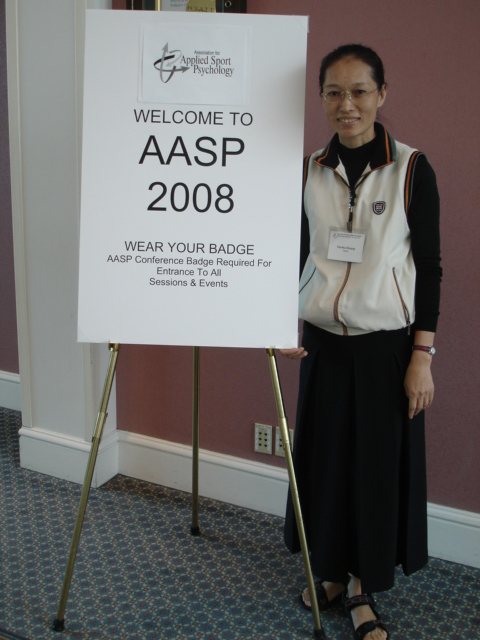 Association for
Applied Sport
Psychology
WELCOME TO
AASP
2008
WEAR YOUR BADGE
AASP Conference Badge Required For
Entrance To All
Sessions & Events